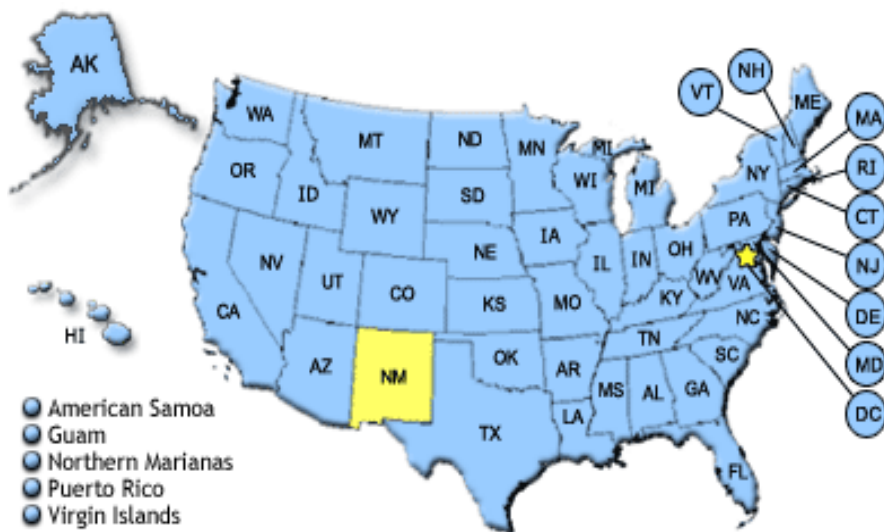 AK
NH
VT
ME
WA
MA
MT
ND
MN
MI
RI
OR
NY
ID
WI
MI
SD
CT
WY
PA
IA
NE
OH
NV
IL
IN
NJ
UT
WV
VA
CO
KS
MO
KY
CA
DE
NC
HI
TN
OK
AZ
NM
AR
SC
MD
MS
AL
GA
American Samoa
DC
LA
Guam
TX
Northern Marianas
FL
Puerto Rico
Virgin Islands